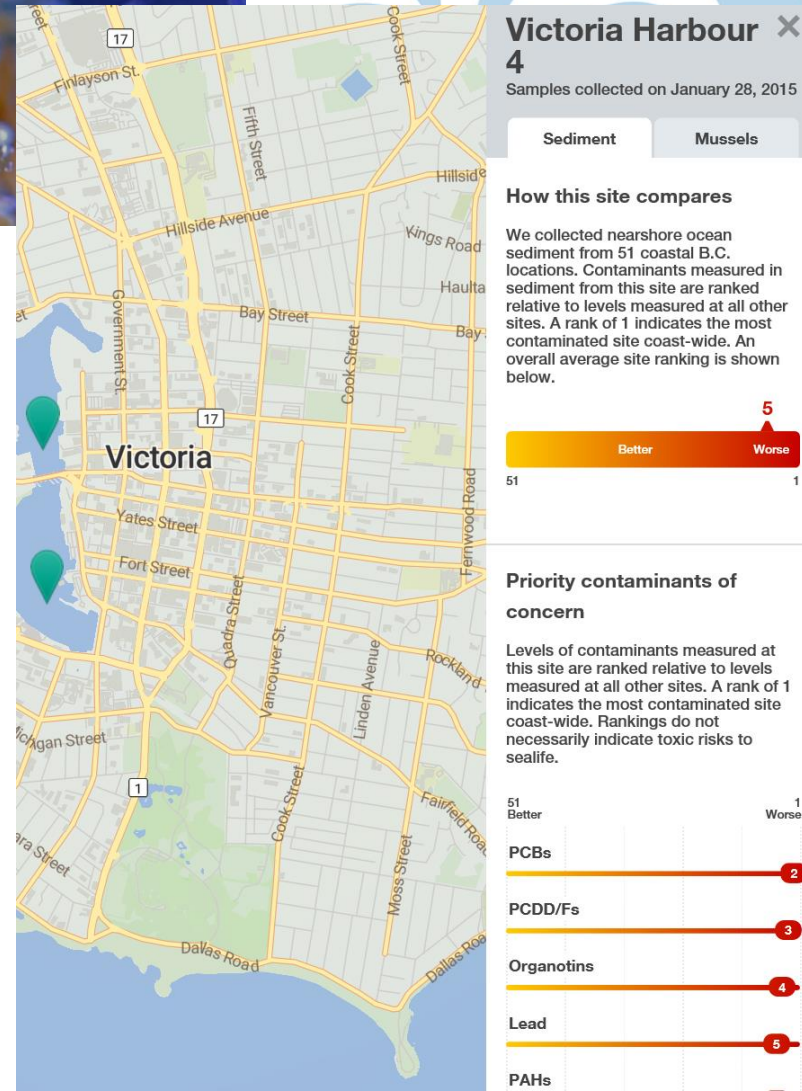 17
Cook Street
Finlayson St.
Fifth Street
Hillside
Hillside Avenue
Kings Road
Haulta
Government St.
Bay Street
Bay
Cook Street
17
Victoria
Yates Street
Fernwood Road
Fort Street
Quadra Street
Vancouver St.
Linden Avenue
Rockland
1
Cook Street
Fairfield Road
Moss Street
Dallas Road
Victoria Harbour
4
Samples collected on January 28, 2015
Sediment
Mussels
How this site compares
We collected nearshore ocean
sediment from 51 coastal B.C.
locations. Contaminants measured in
sediment from this site are ranked
relative to levels measured at all other
sites. A rank of 1 indicates the most
contaminated site coast-wide. An
overall average site ranking is shown
below.
5
Better
Worse
51
1
Priority contaminants of
concern
Levels of contaminants measured at
this site are ranked relative to levels
measured at all other sites. A rank of 1
indicates the most contaminated site
coast-wide. Rankings do not
necessarily indicate toxic risks to
sealife.
51
Better
1
Worse
PCBs
2
PCDD/Fs
3
Organotins
4
Lead
5
PAHs